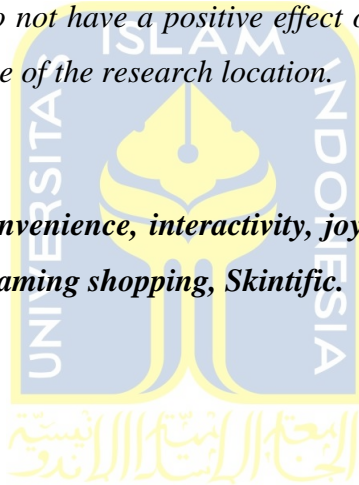 o not have a positive effect o
e of the research location.
nvenience, interactivity, joy
aming shopping, Skintific.
ISLAM
UNIVERSITAS
INDONESIA